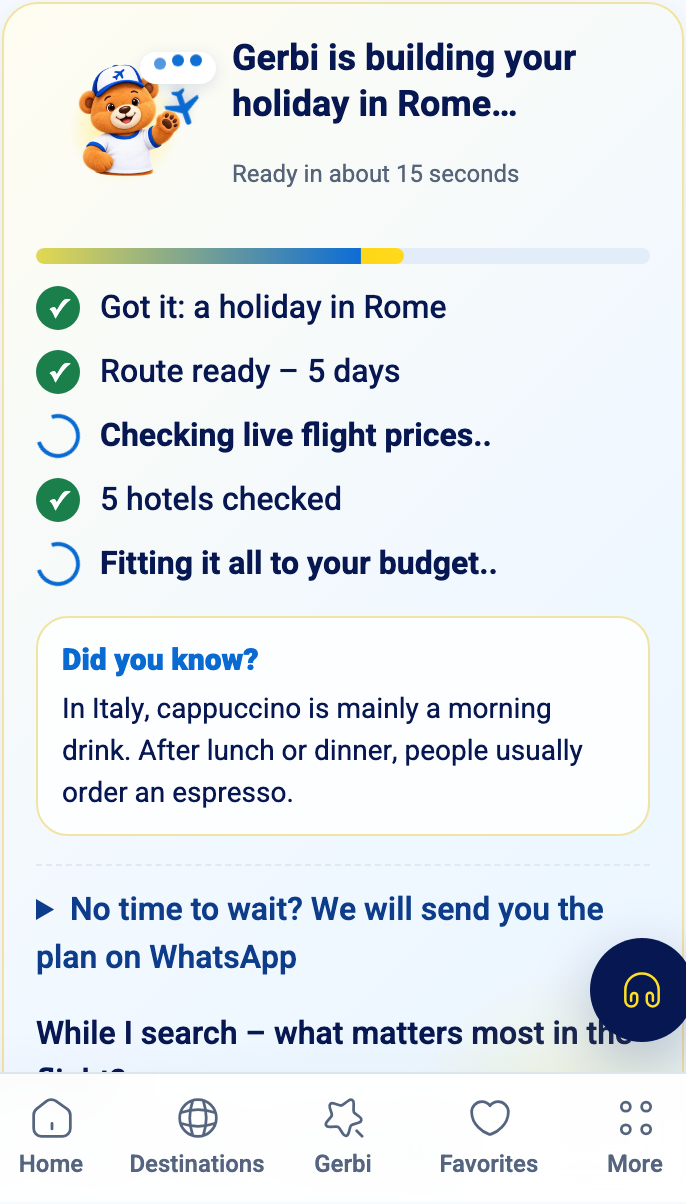 Gerbi is building your
holiday in Rome...
Ready in about 15 seconds
Got it: a holiday in Rome
Route ready – 5 days
Checking live flight prices..
5 hotels checked
Fitting it all to your budget..
Did you know?
In Italy, cappuccino is mainly a morning
drink. After lunch or dinner, people usually
order an espresso.
No time to wait? We will send you the
plan on WhatsApp
While I search – what matters most in the
Home
Destinations
Gerbi
Favorites
More